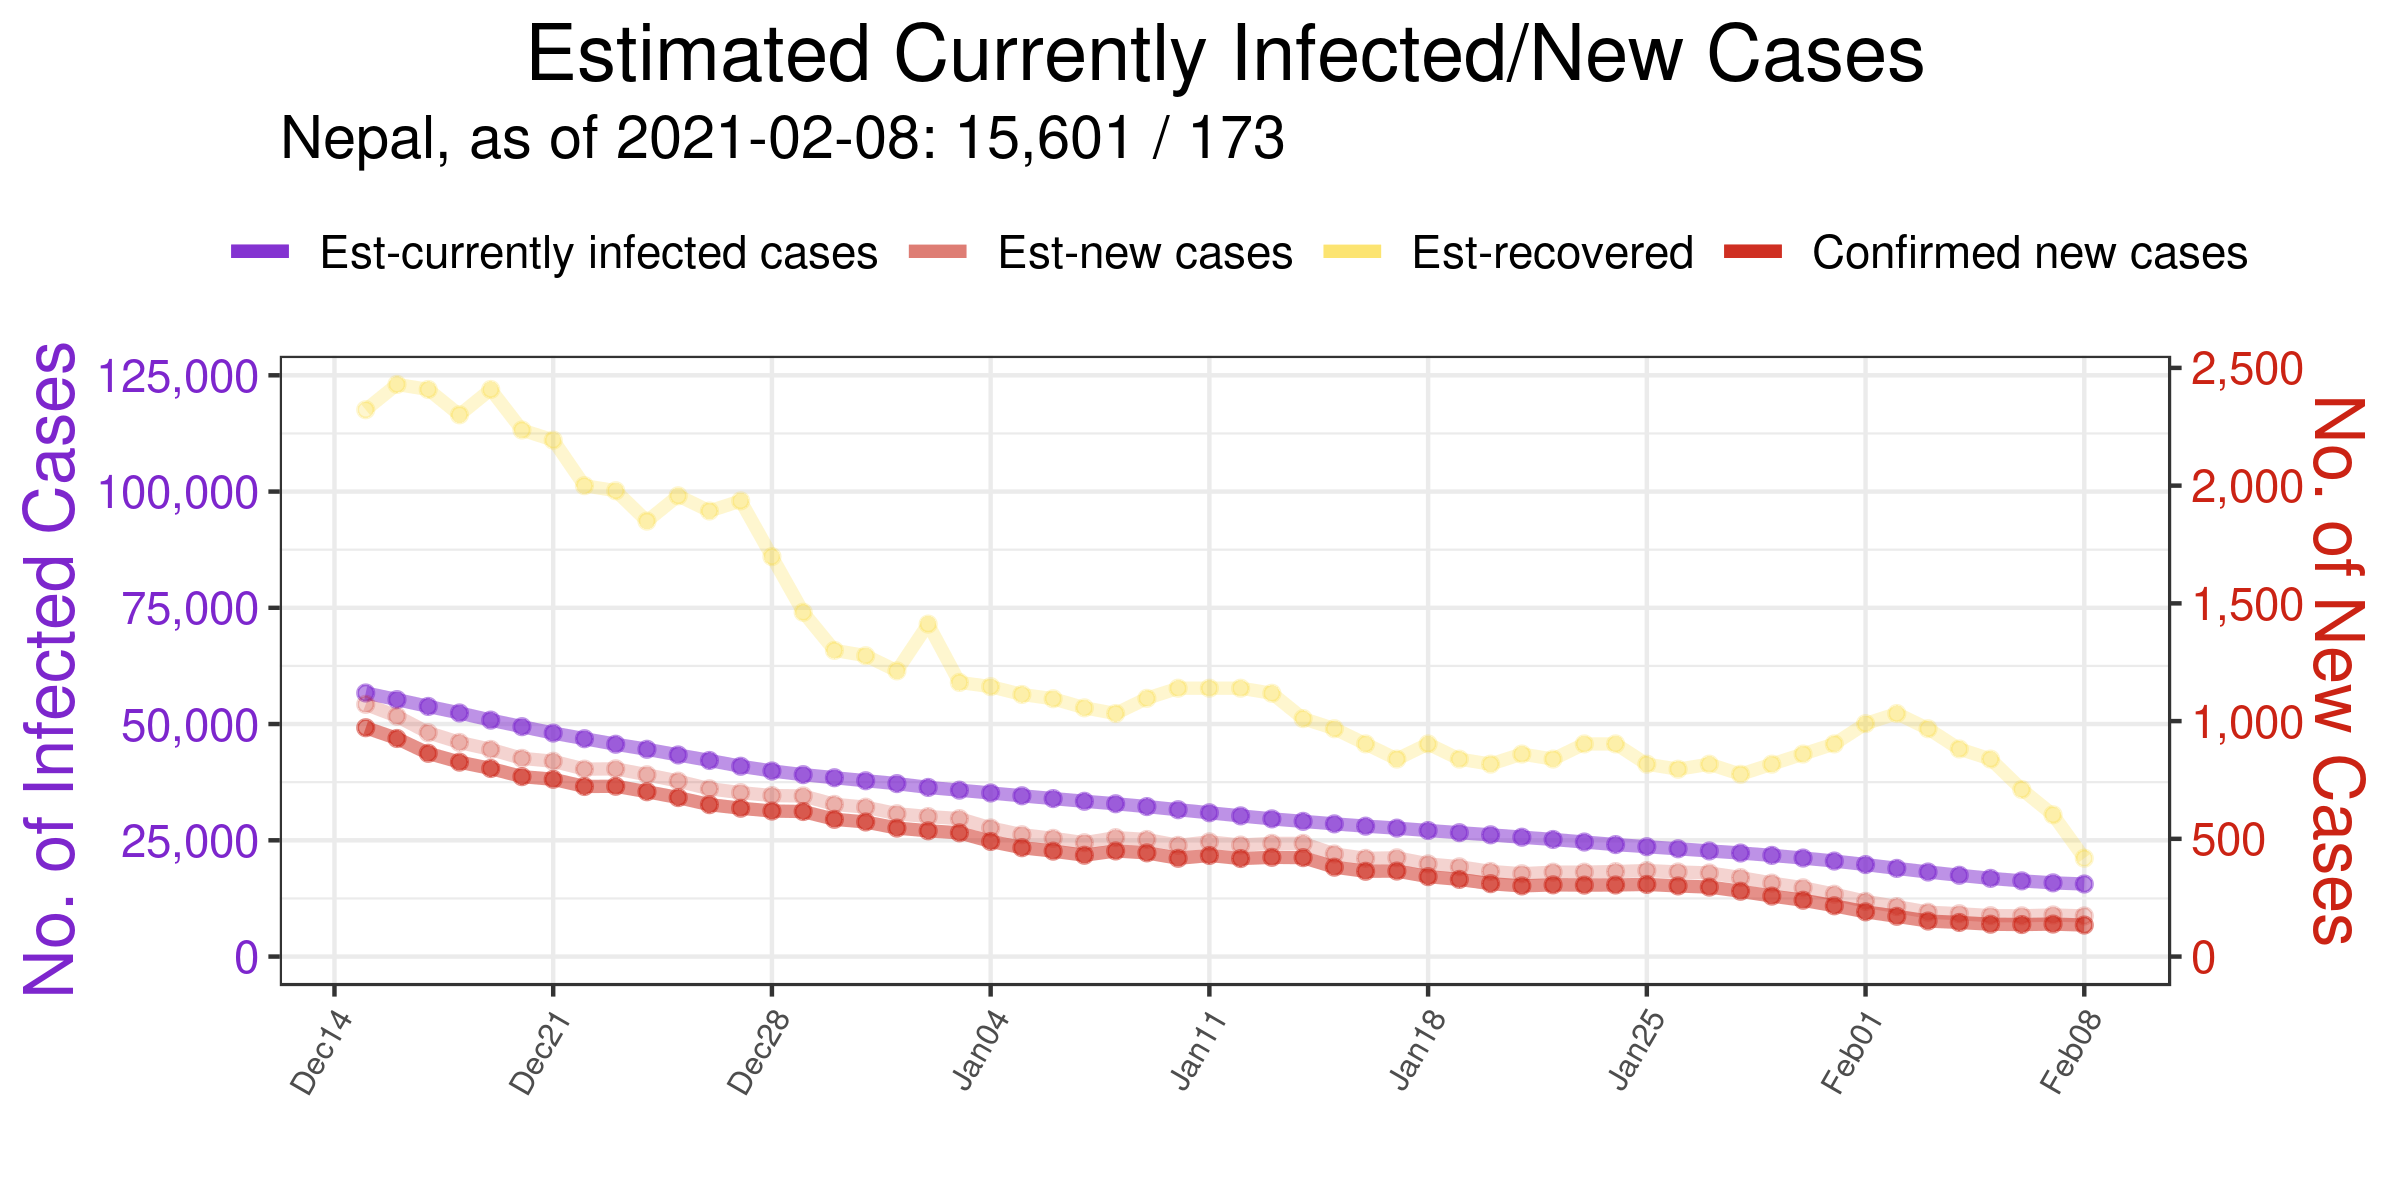 Estimated Currently Infected/New Cases
Nepal, as of 2021-02-08: 15,601 / 173
Est-currently infected cases Est-new cases Est-recovered Confirmed new cases
No. of Infected Cases
125,000
100,000
75,000
50,000
25,000
0
2,500
2,000
1,500
1,000
500
0
No. of New Cases
Dec14 Dec21 Dec28 Jan04 Jan11 Jan18 Jan25 Feb01 Feb08